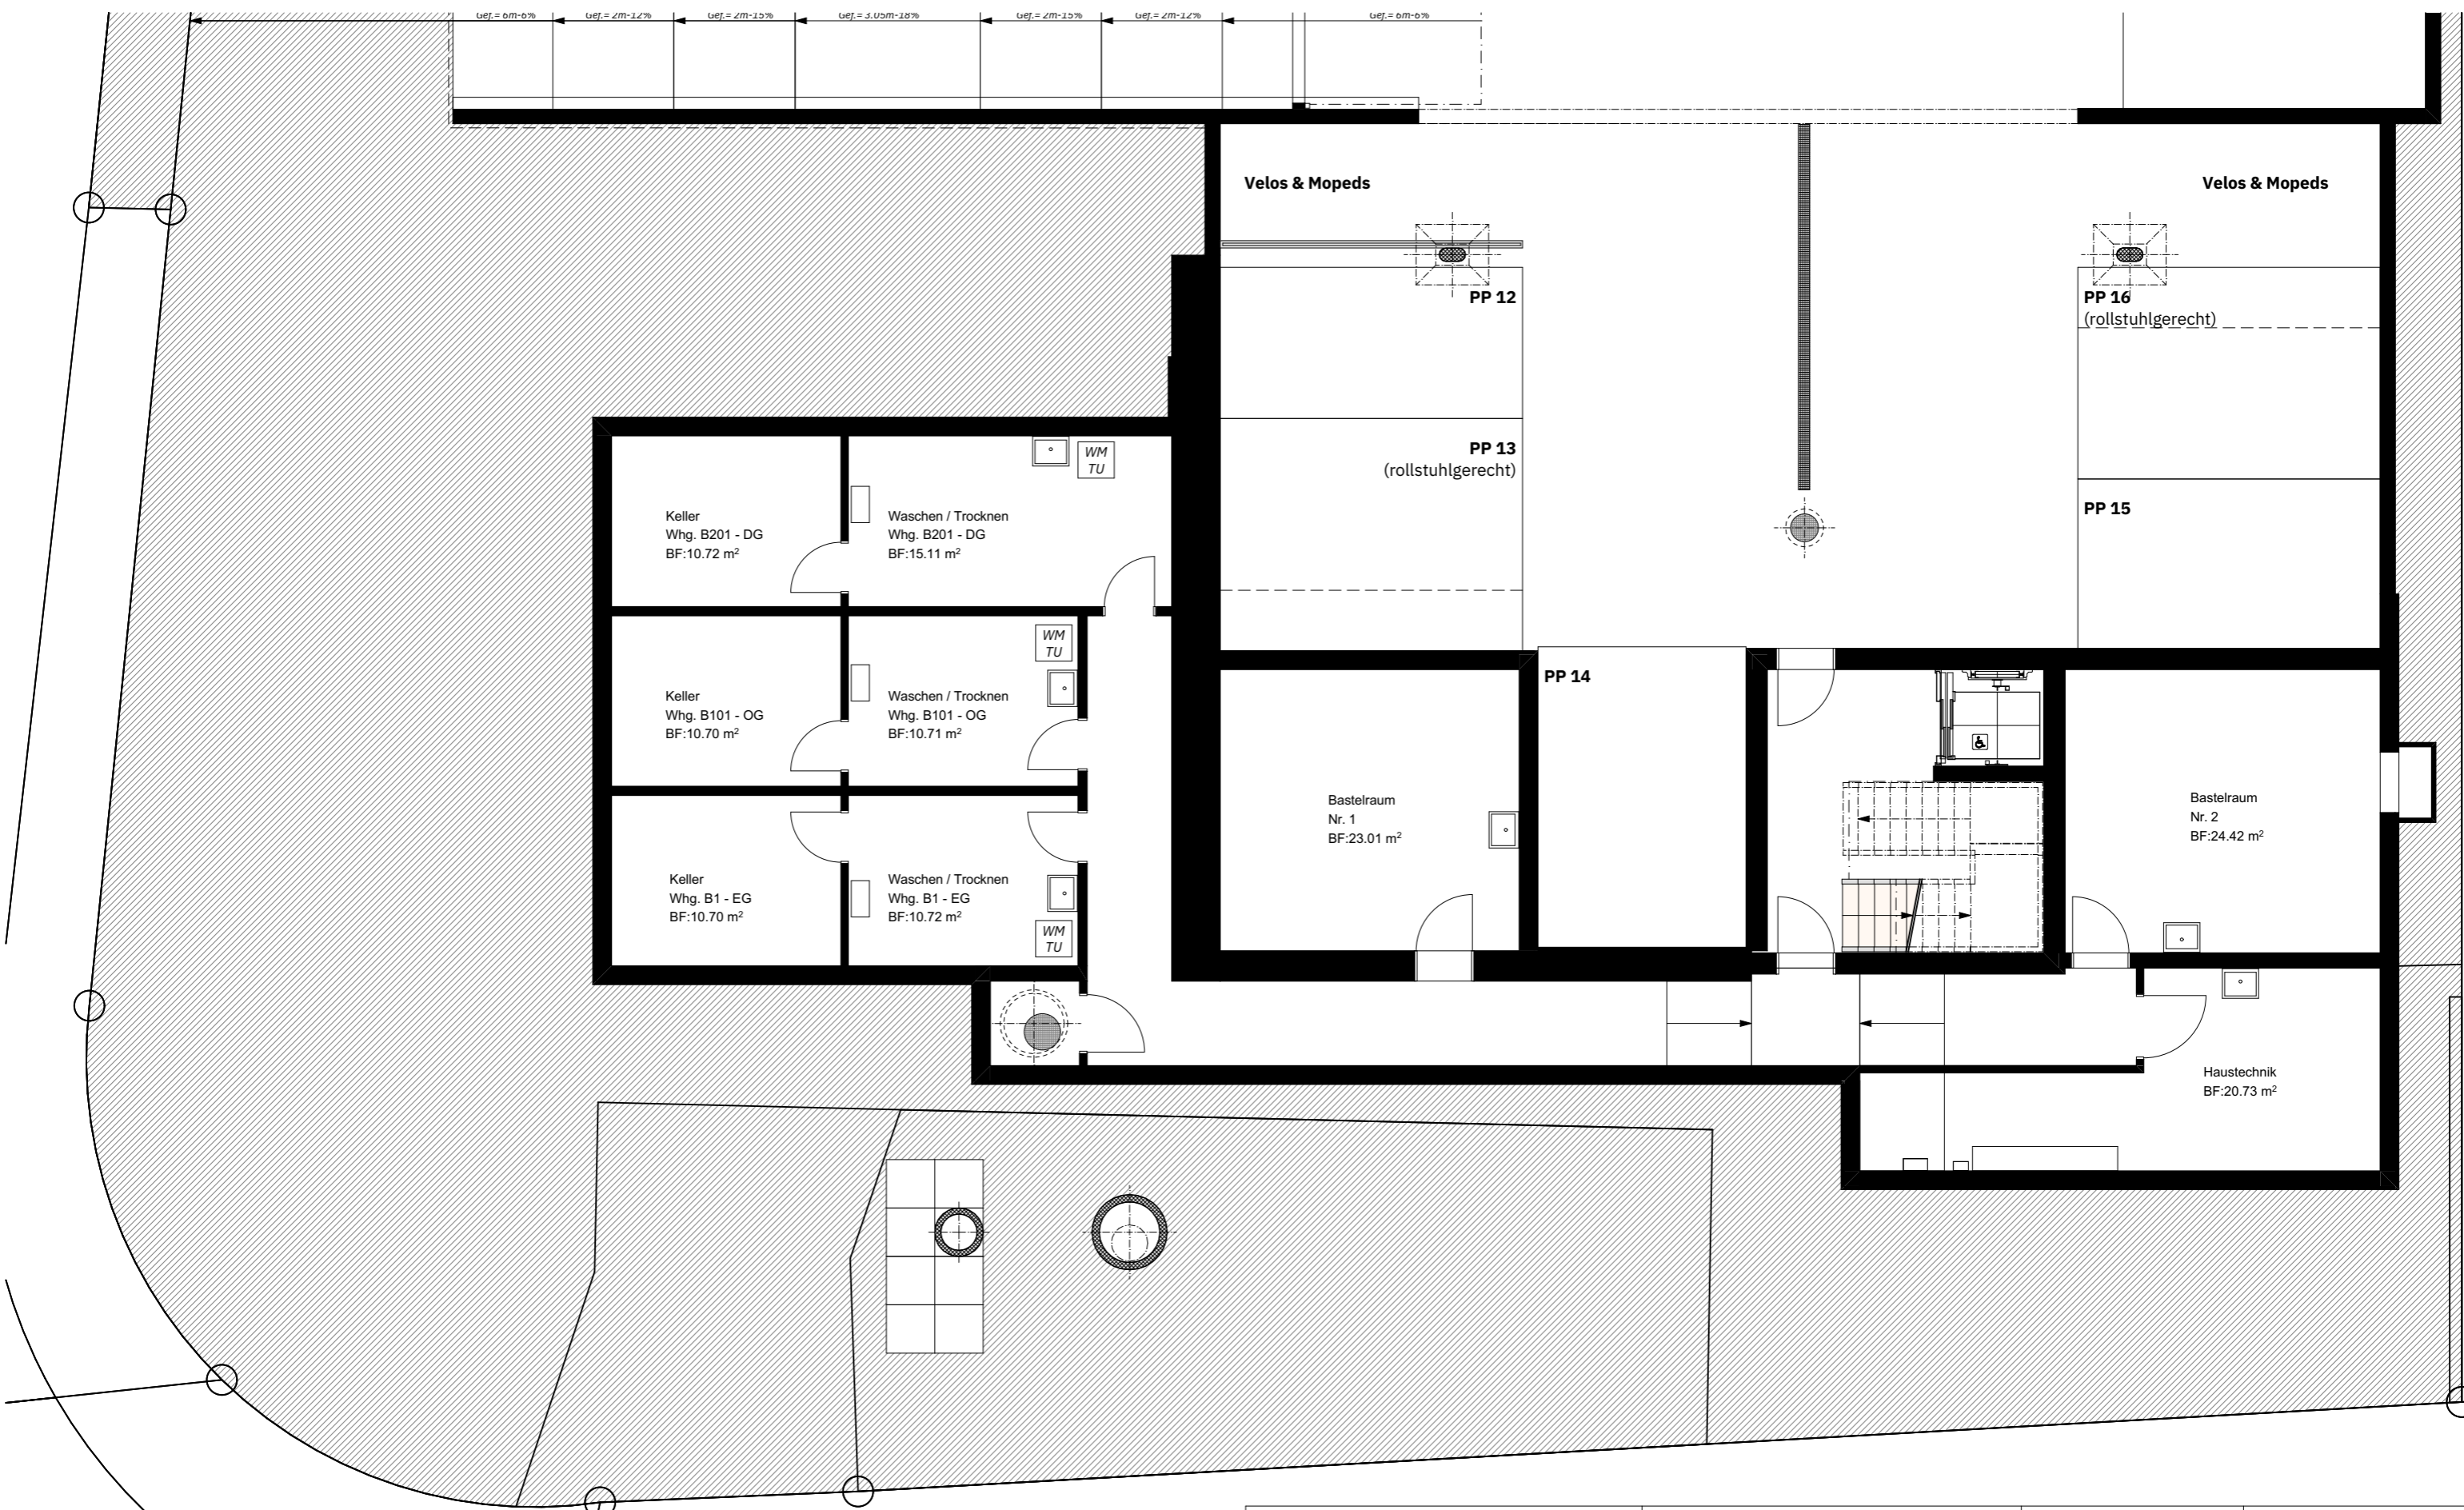 Gef.= 6m-6%
Gef.= 2m-12%
Gef.= 2m-15%
Gef.= 3.05m-18%
Gef.= 2m-15%
Gef.= 2m-12%
Gef.= 6m-6%
Velos & Mopeds
Velos & Mopeds
PP 12
PP 16
(rollstuhlgerecht)
PP 13
(rollstuhlgerecht)
PP 15
WM
TU
Keller
Whg. B201 - DG
BF:10.72 m²
Waschen / Trocknen
Whg. B201 - DG
BF:15.11 m²
WM
TU
Keller
Whg. B101 - OG
BF:10.70 m²
Waschen / Trocknen
Whg. B101 - OG
BF:10.71 m²
PP 14
Bastelraum
Nr. 1
BF:23.01 m²
Bastelraum
Nr. 2
BF:24.42 m²
Keller
Whg. B1 - EG
BF:10.70 m²
Waschen / Trocknen
Whg. B1 - EG
BF:10.72 m²
WM
TU
Haustechnik
BF:20.73 m²